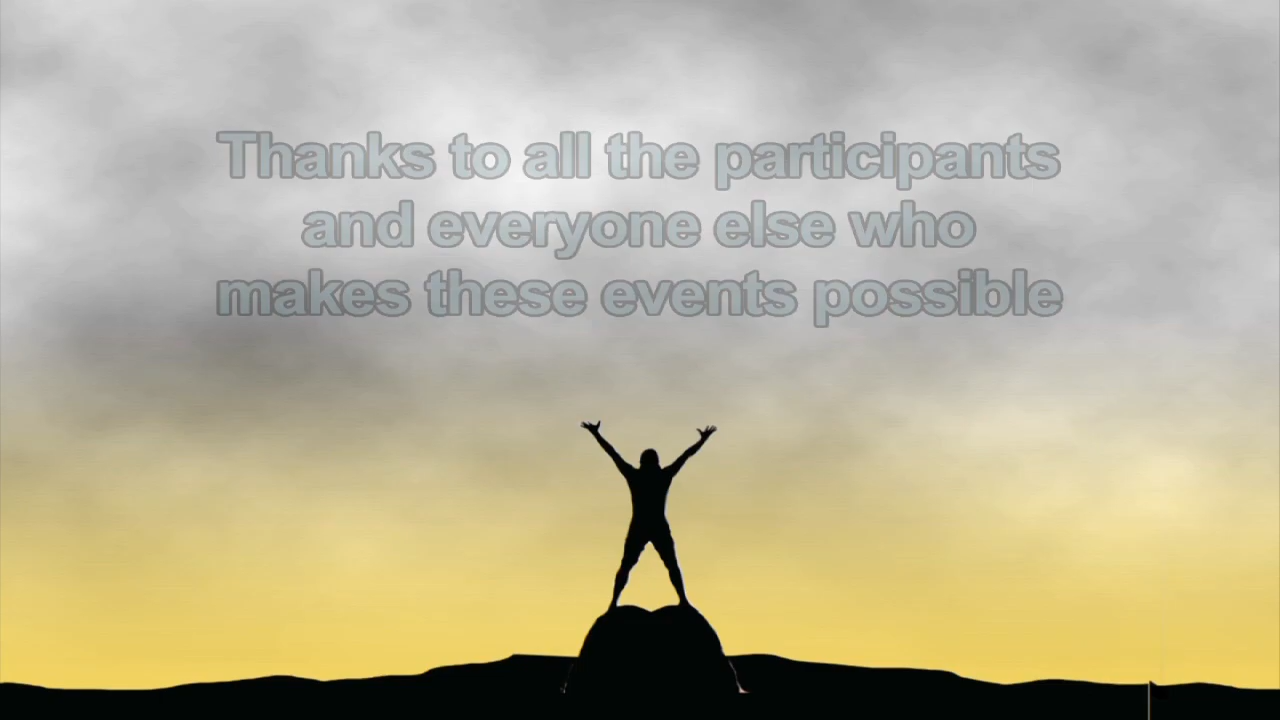 Thanks to all the participants
and everyone else who
makes these events possible